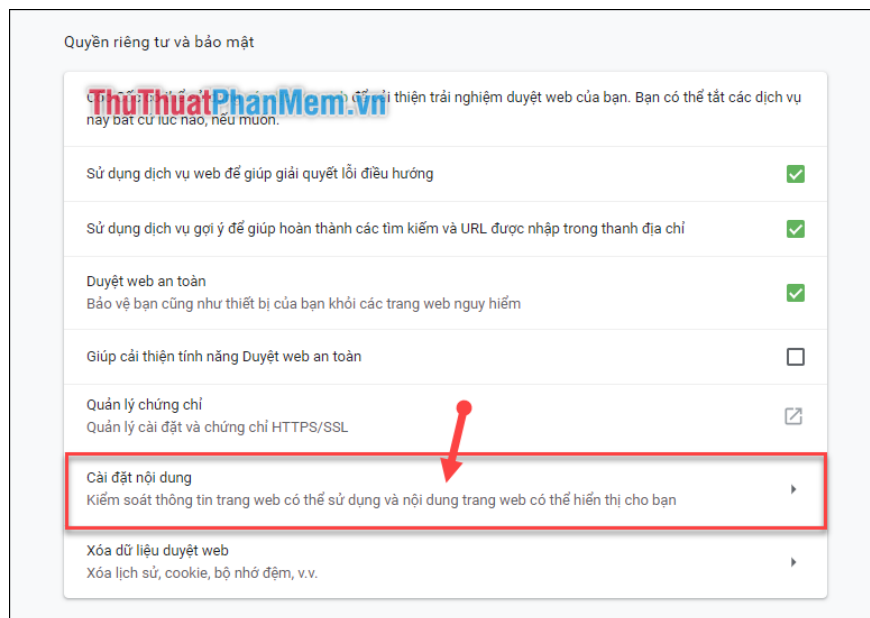 Quyền riêng tư và bảo mật
ThuThuatPhanMem.vn
để cải thiện trải nghiệm duyệt web của bạn. Bạn có thể tắt các dịch vụ
này bất cứ lúc nào, nếu muốn.
Sử dụng dịch vụ web để giúp giải quyết lỗi điều hướng
Sử dụng dịch vụ gợi ý để giúp hoàn thành các tìm kiếm và URL được nhập trong thanh địa chỉ
Duyệt web an toàn
Bảo vệ bạn cũng như thiết bị của bạn khỏi các trang web nguy hiểm
Giúp cải thiện tính năng Duyệt web an toàn
Quản lý chứng chỉ
Quản lý cài đặt và chứng chỉ HTTPS/SSL
Cài đặt nội dung
Kiểm soát thông tin trang web có thể sử dụng và nội dung trang web có thể hiển thị cho bạn
Xóa dữ liệu duyệt web
Xóa lịch sử, cookie, bộ nhớ đệm, v.v.